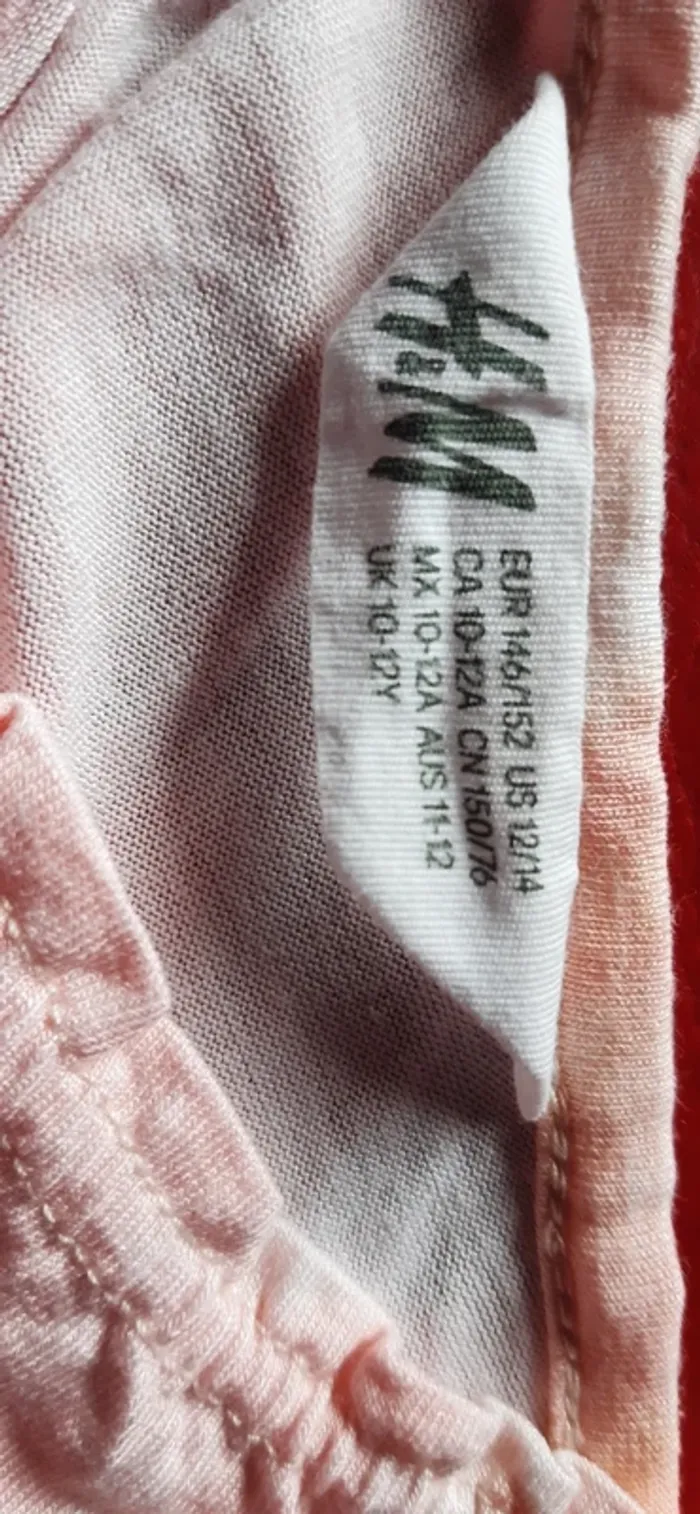 H&M
EUR 146/152 US 12/14
CA 10-12A CN 150/76
MX 10-12A AUS 11-12
UK 10-12Y